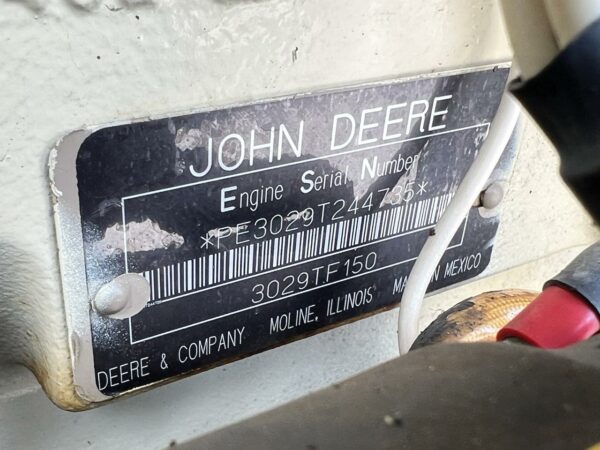 JOHN DEERE
Engine Serial Number
*PE3029T244735*
3029TF150
DEERE & COMPANY MOLINE, ILLINOIS MEXICO